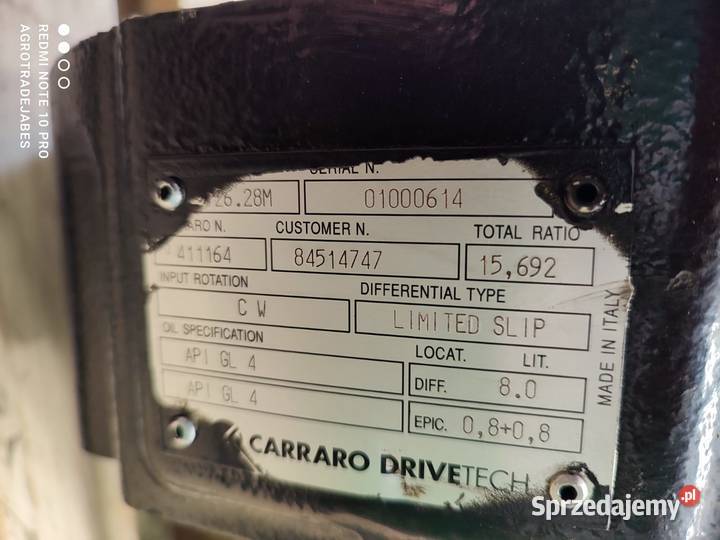 REDMI NOTE 10 PRO
AGROTRADEJABES
SERIAL N.
26.28M 01000614
ARO N. CUSTOMER N. TOTAL RATIO
411164 84514747 15,692
INPUT ROTATION DIFFERENTIAL TYPE
CW LIMITED SLIP
OIL SPECIFICATION LOCAT. LIT.
API GL 4 DIFF. 8.0
API GL 4 EPIC. 0,8+0,8
MADE IN ITALY
CARRARO DRIVETECH
Sprzedajemy.pl